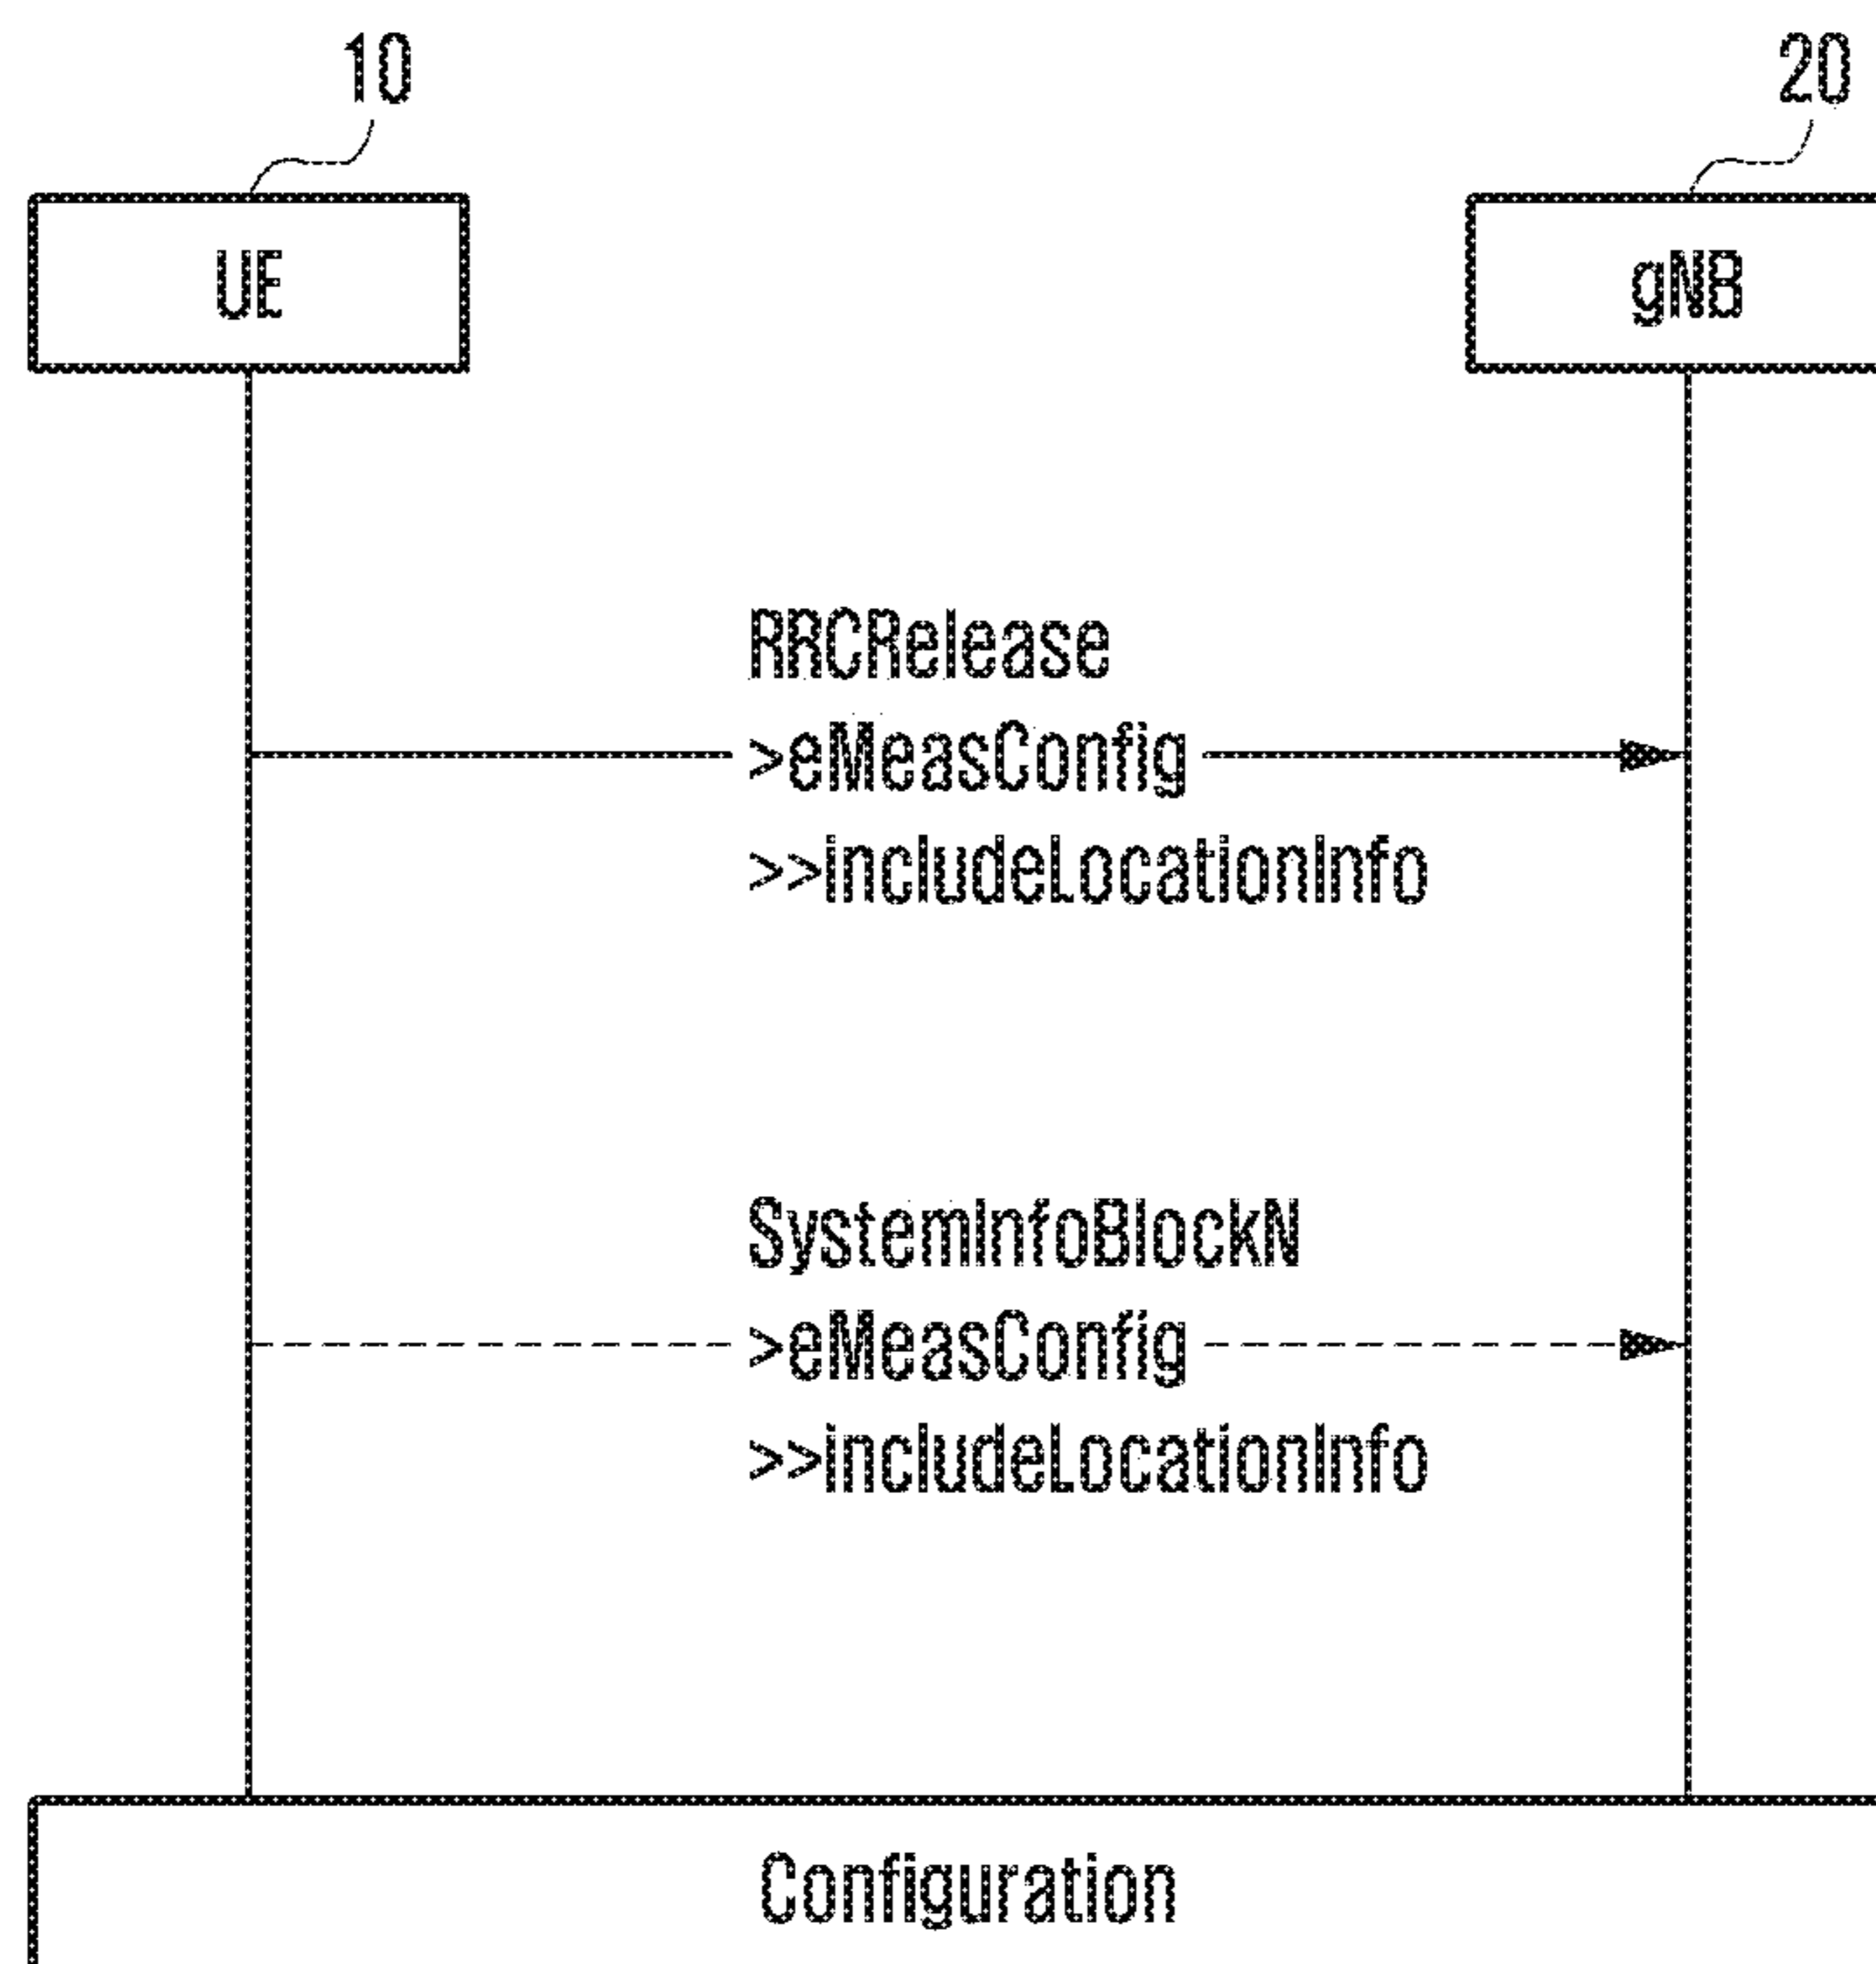 10
20
UE
gNB
RRCRelease
>eMeasConfig
>>includeLocationInfo
SystemInfoBlockN
>eMeasConfig
>>includeLocationInfo
Configuration